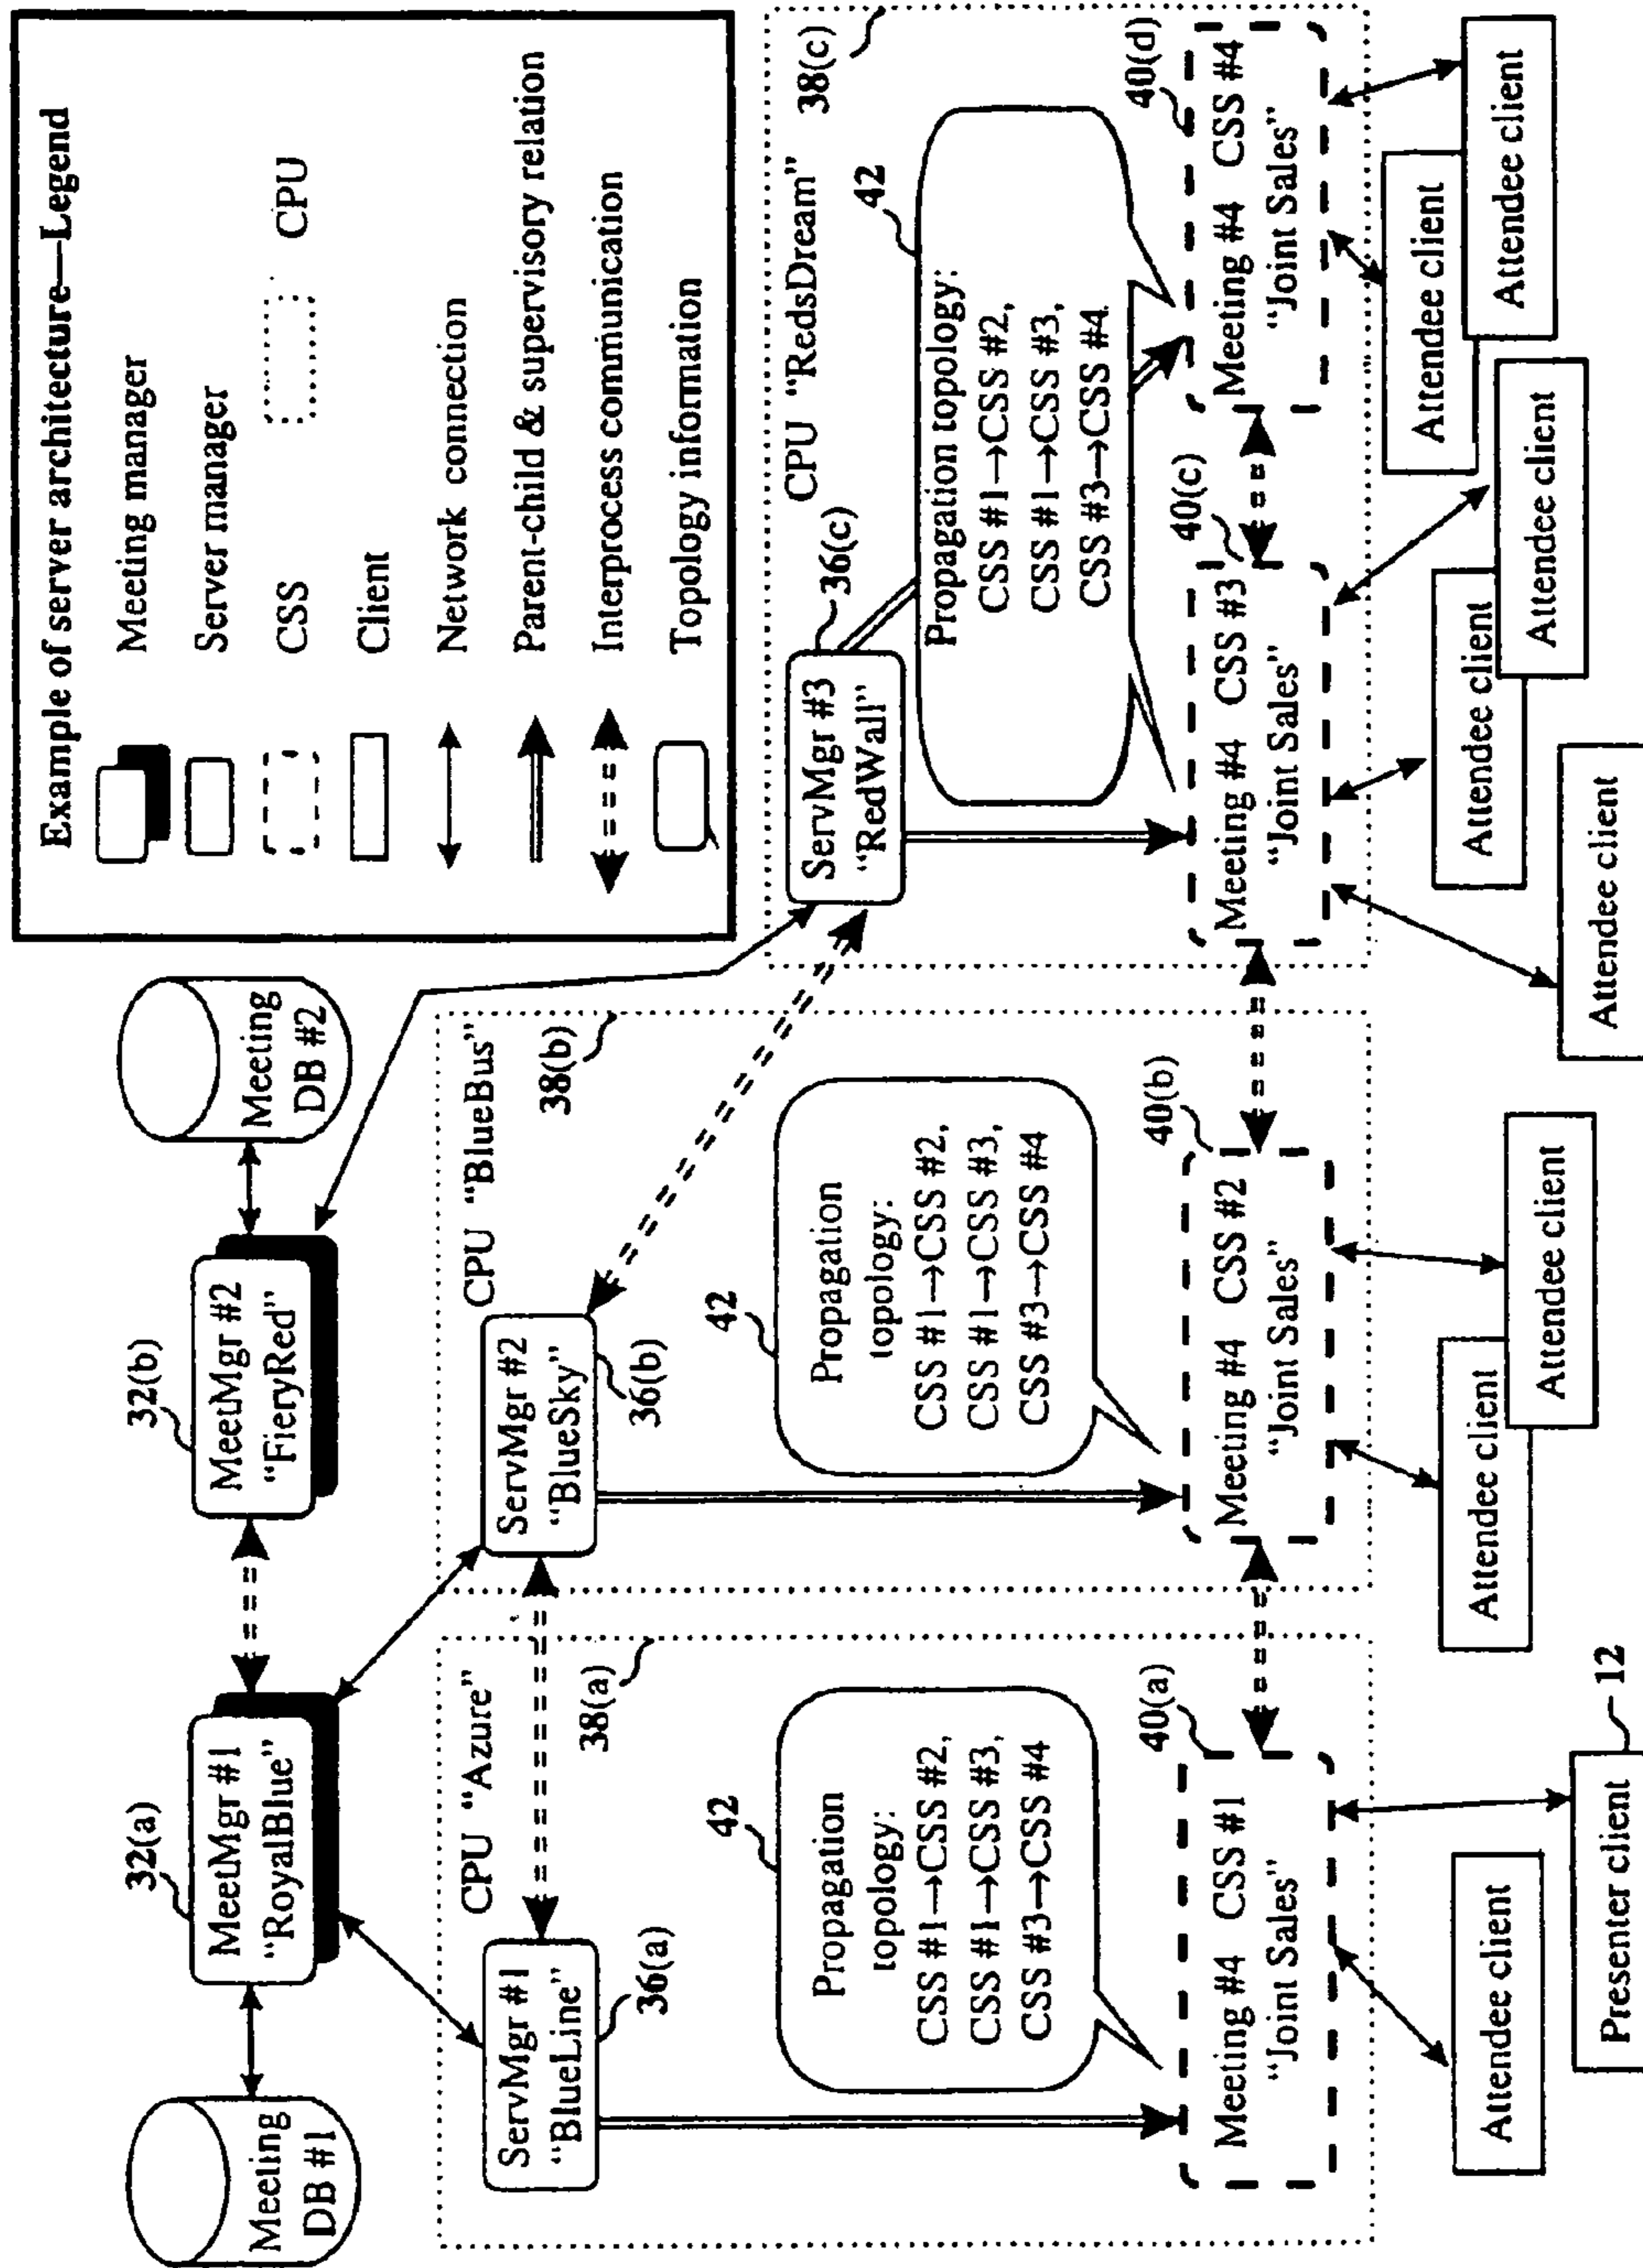 Example of server architecture—Legend
Meeting manager
Server manager
CSS
CPU
Client
Network connection
Parent-child & supervisory relation
Interprocess communication
Topology information
Meeting
DB #1
32(a)
MeetMgr #1
"RoyalBlue"
32(b)
MeetMgr #2
"FieryRed"
Meeting
DB #2
CPU "Azure"
ServMgr #1
"BlueLine"
36(a)
38(a)
42
Propagation
topology:
CSS #1→CSS #2,
CSS #1→CSS #3,
CSS #3→CSS #4
40(a)
Meeting #4 CSS #1
"Joint Sales"
Attendee client
Presenter client
12
CPU "BlueBus"
ServMgr #2
"BlueSky"
36(b)
38(b)
42
Propagation
topology:
CSS #1→CSS #2,
CSS #1→CSS #3,
CSS #3→CSS #4
40(b)
Meeting #4 CSS #2
"Joint Sales"
Attendee client
Attendee client
CPU "RedsDream"
38(c)
ServMgr #3
"RedWall"
36(c)
42
Propagation topology:
CSS #1→CSS #2,
CSS #1→CSS #3,
CSS #3→CSS #4
40(c)
Meeting #4 CSS #3
"Joint Sales"
40(d)
Meeting #4 CSS #4
"Joint Sales"
Attendee client
Attendee client
Attendee client
Attendee client
Attendee client